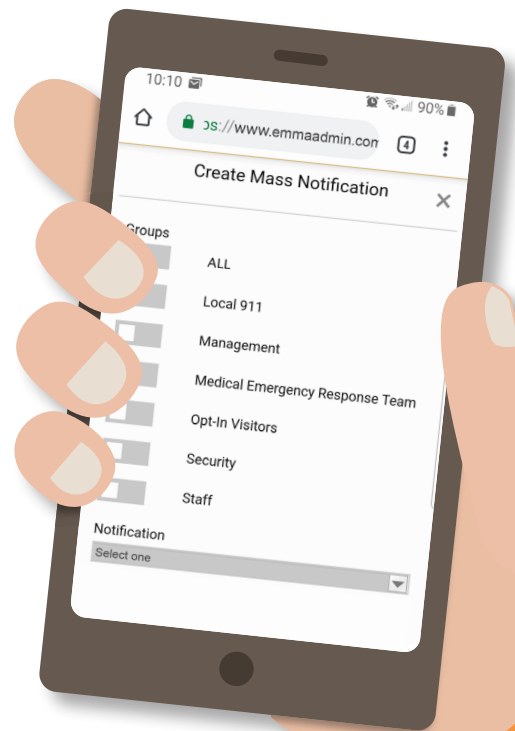 10:10 90%
ps://www.emmaadmin.com 4
Create Mass Notification
Groups
ALL
Local 911
Management
Medical Emergency Response Team
Opt-In Visitors
Security
Staff
Notification
Select one